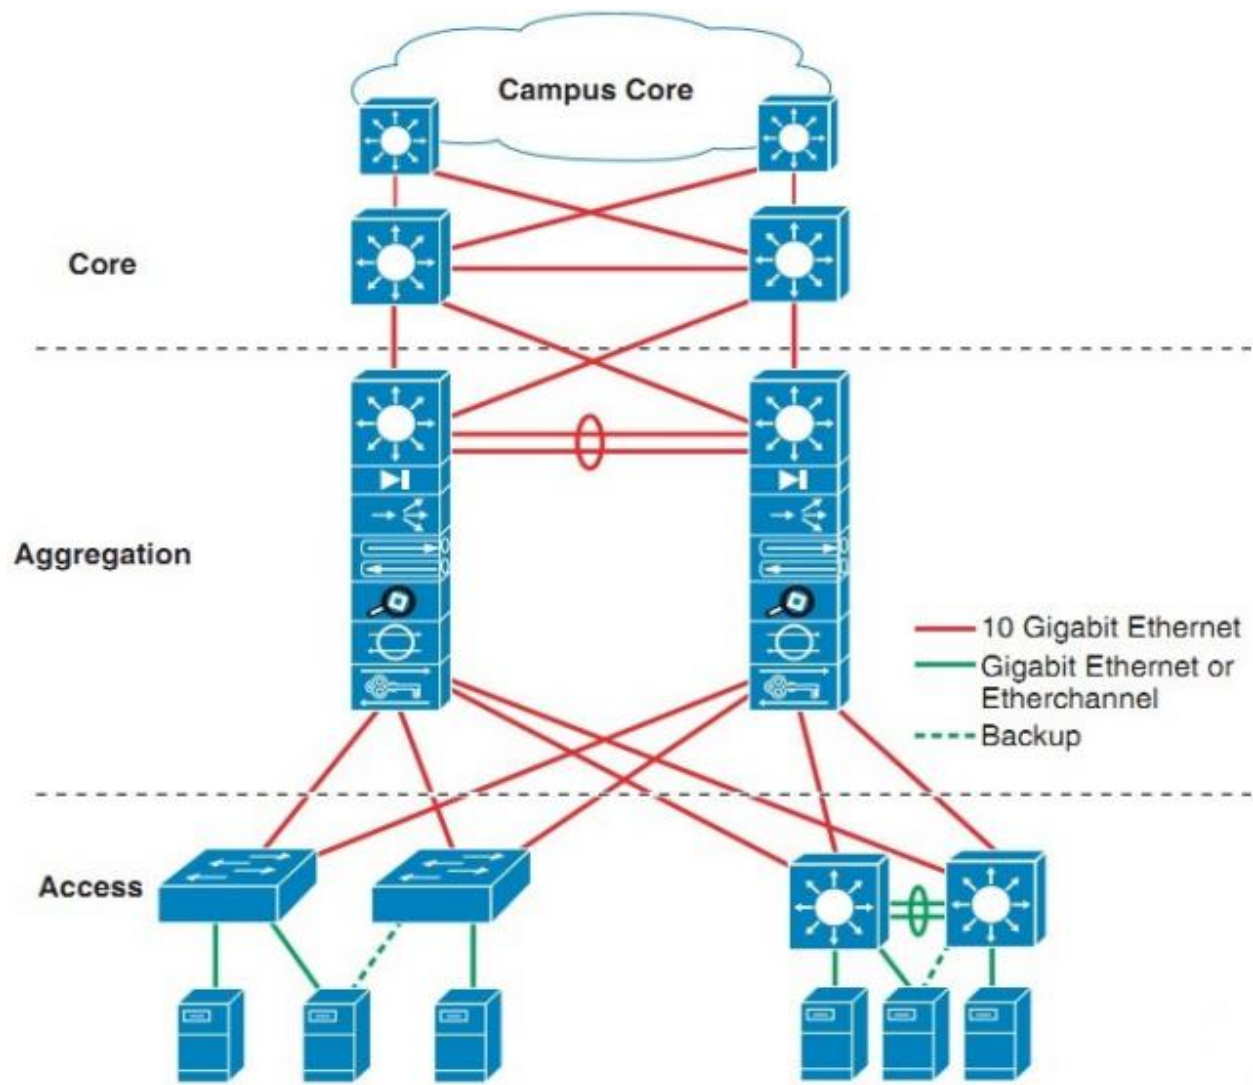 Campus Core
Core
Aggregation
10 Gigabit Ethernet
Gigabit Ethernet or
Etherchannel
Backup
Access